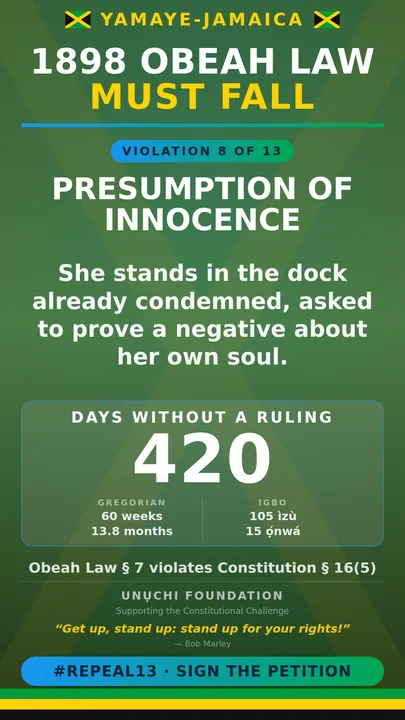 YAMAYE-JAMAICA
1898 OBEAH LAW
MUST FALL
VIOLATION 8 OF 13
PRESUMPTION OF
INNOCENCE
She stands in the dock
already condemned, asked
to prove a negative about
her own soul.
DAYS WITHOUT A RULING
420
GREGORIAN
60 weeks
13.8 months
IGBO
105 ìzù
15 ọ́nwá
Obeah Law § 7 violates Constitution § 16(5)
UNỤCHI FOUNDATION
Supporting the Constitutional Challenge
“Get up, stand up: stand up for your rights!”
— Bob Marley
#REPEAL13 · SIGN THE PETITION